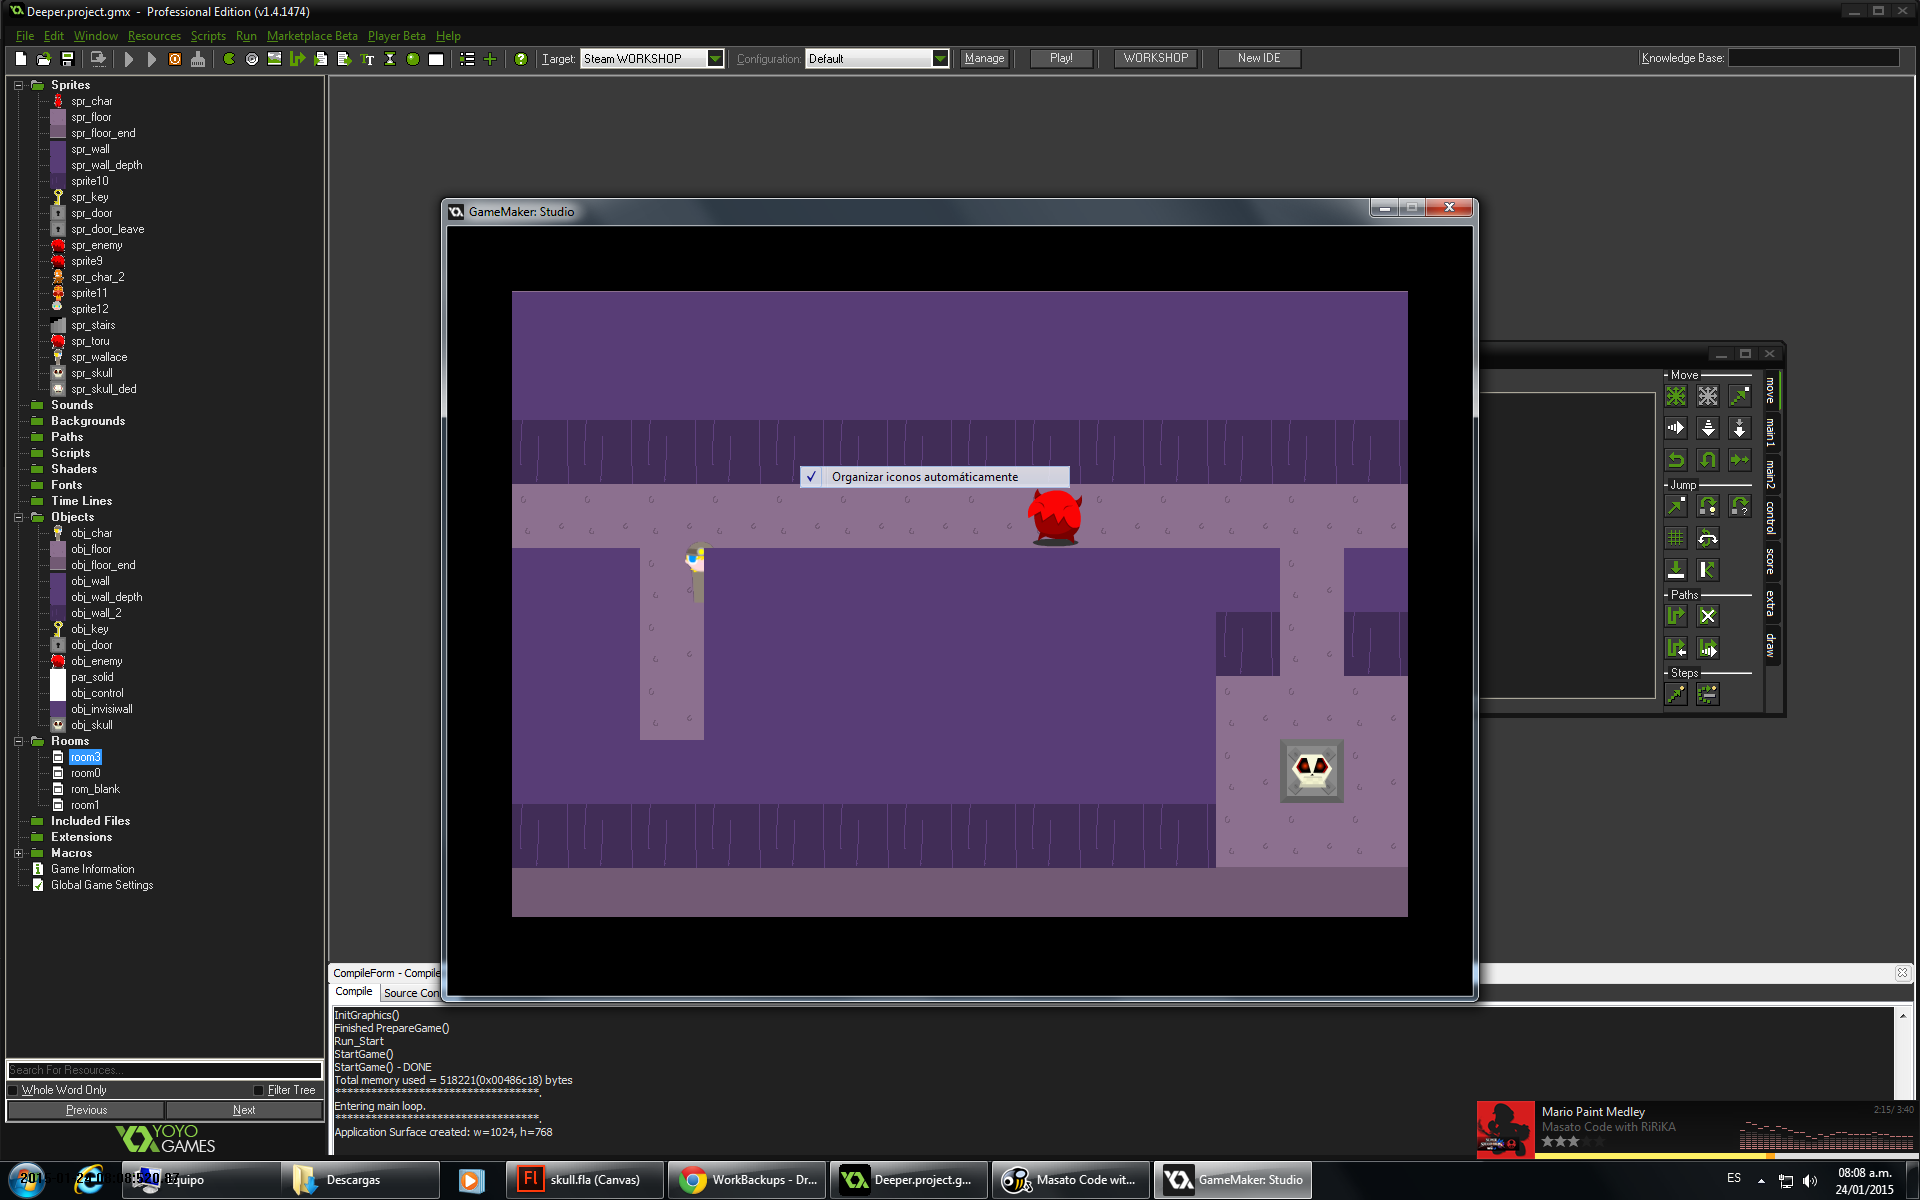 Deeper.project.gmx - Professional Edition (v1.4.1474)
File Edit Window Resources Scripts Run Marketplace Beta Player Beta Help
Target: Steam WORKSHOP Configuration: Default Manage Play! WORKSHOP New IDE Knowledge Base:
Sprites
spr_char
spr_floor
spr_floor_end
spr_wall
spr_wall_depth
sprite10
spr_key
spr_door
spr_door_leave
spr_enemy
sprite9
spr_char_2
sprite11
sprite12
spr_stairs
spr_toru
spr_wallace
spr_skull
spr_skull_ded
Sounds
Backgrounds
Paths
Scripts
Shaders
Fonts
Time Lines
Objects
obj_char
obj_floor
obj_floor_end
obj_wall
obj_wall_depth
obj_wall_2
obj_key
obj_door
obj_enemy
par_solid
obj_control
obj_invisiwall
obj_skull
Rooms
room3
room0
rom_blank
room1
Included Files
Extensions
Macros
Game Information
Global Game Settings
Search For Resources...
Whole Word Only Filter Tree
Previous Next
YOYO
GAMES
GameMaker: Studio
Organizar iconos automáticamente
Move
Jump
Paths
Steps
move
main1
main2
control
score
extra
draw
CompileForm - Compile
Compile Source Con
InitGraphics()
Finished PrepareGame()
Run_Start
StartGame()
StartGame() - DONE
Total memory used = 518221(0x00486c18) bytes
***********************************.
Entering main loop.
***********************************.
Application Surface created: w=1024, h=768
Mario Paint Medley 2:15/ 3:40
Masato Code with RiRiKA
Equipo
Descargas
skull.fla (Canvas)
WorkBackups - Dr...
Deeper.project.g...
Masato Code wit...
GameMaker: Studio
ES
08:08 a.m.
24/01/2015